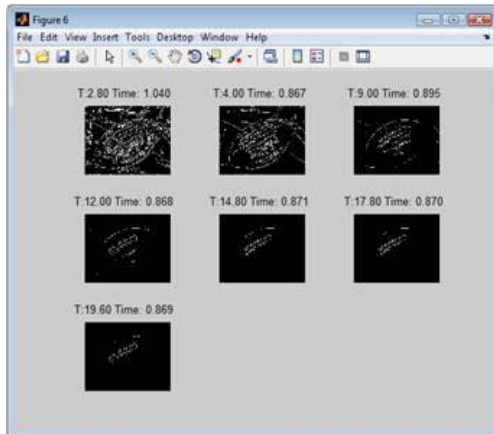 Figure 6
File Edit View Insert Tools Desktop Window Help
T:2.80 Time: 1.040 T:4.00 Time: 0.867 T:9.00 Time: 0.895
T:12.00 Time: 0.868 T:14.80 Time: 0.871 T:17.80 Time: 0.870
T:19.60 Time: 0.869